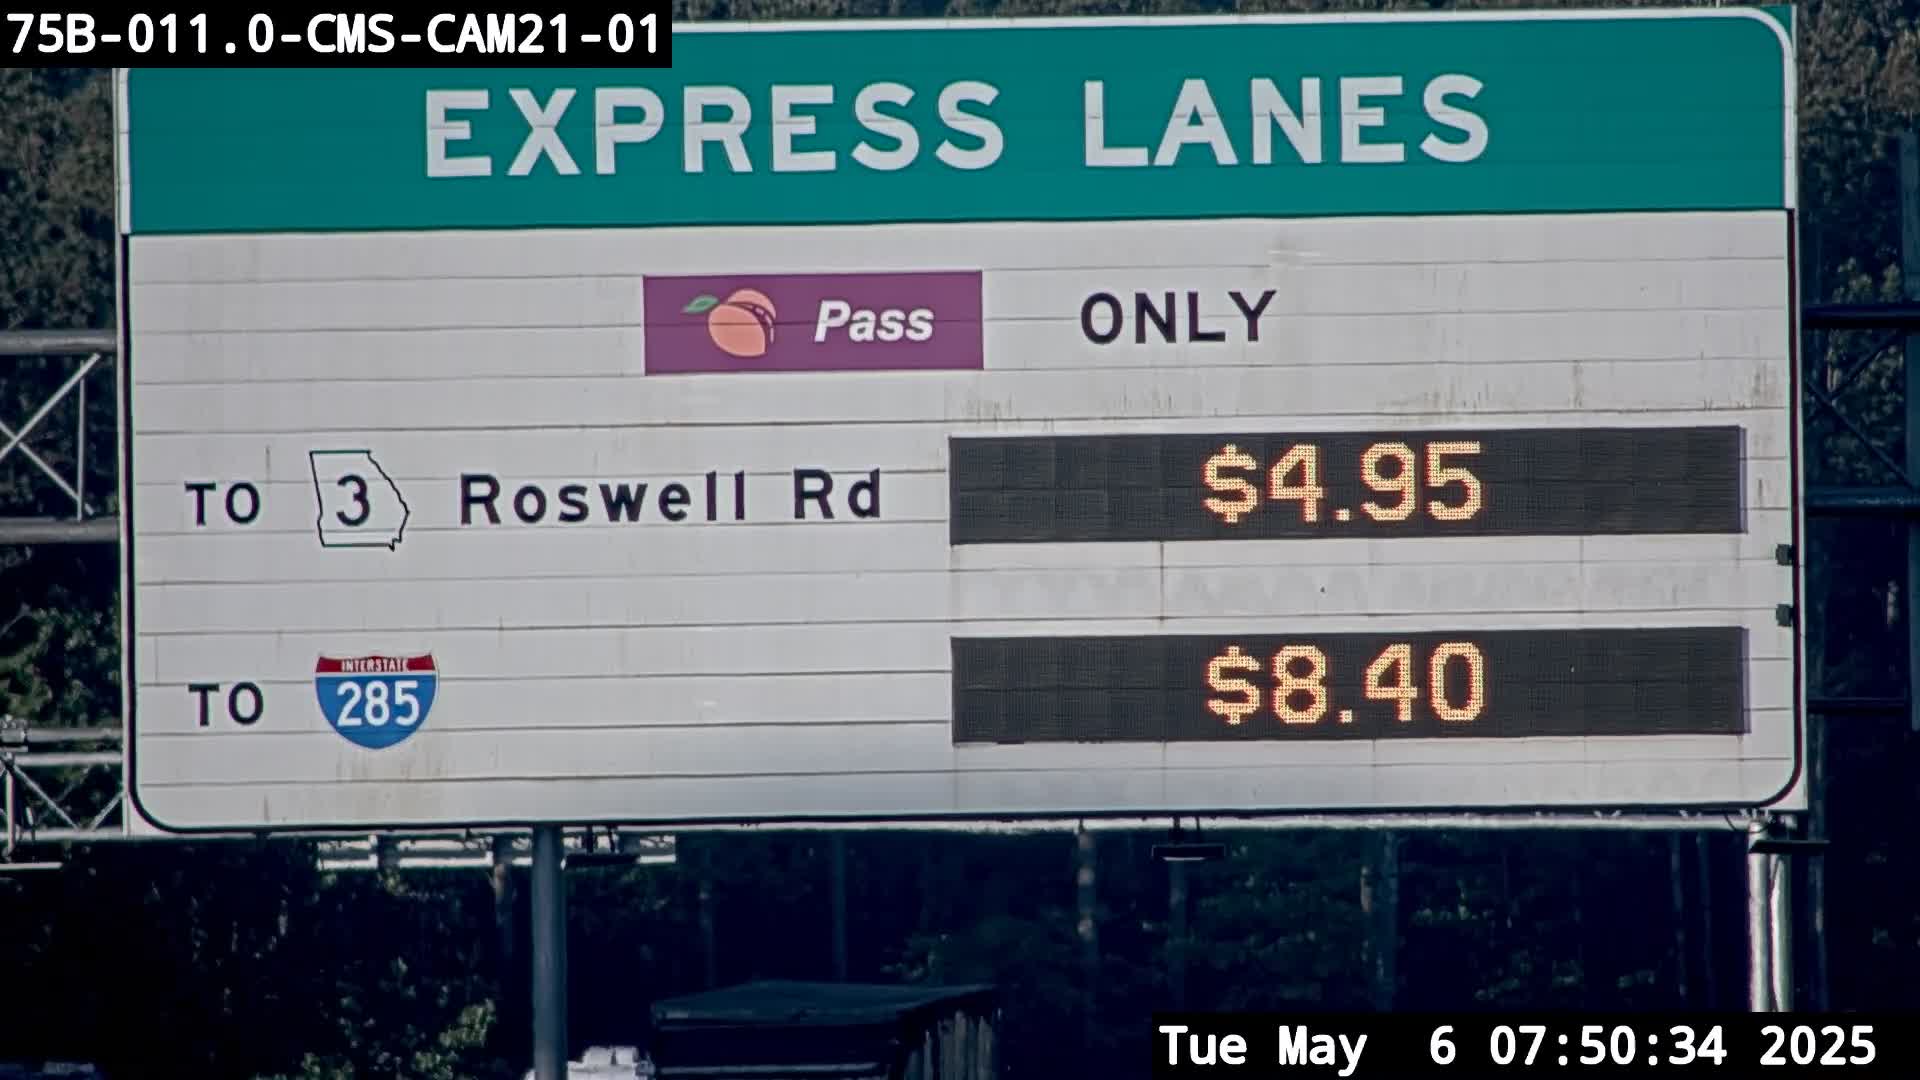 75B-011.0-CMS-CAM21-01
EXPRESS LANES
Pass ONLY
TO 3 Roswell Rd $4.95
INTERSTATE
TO 285 $8.40
Tue May 6 07:50:34 2025